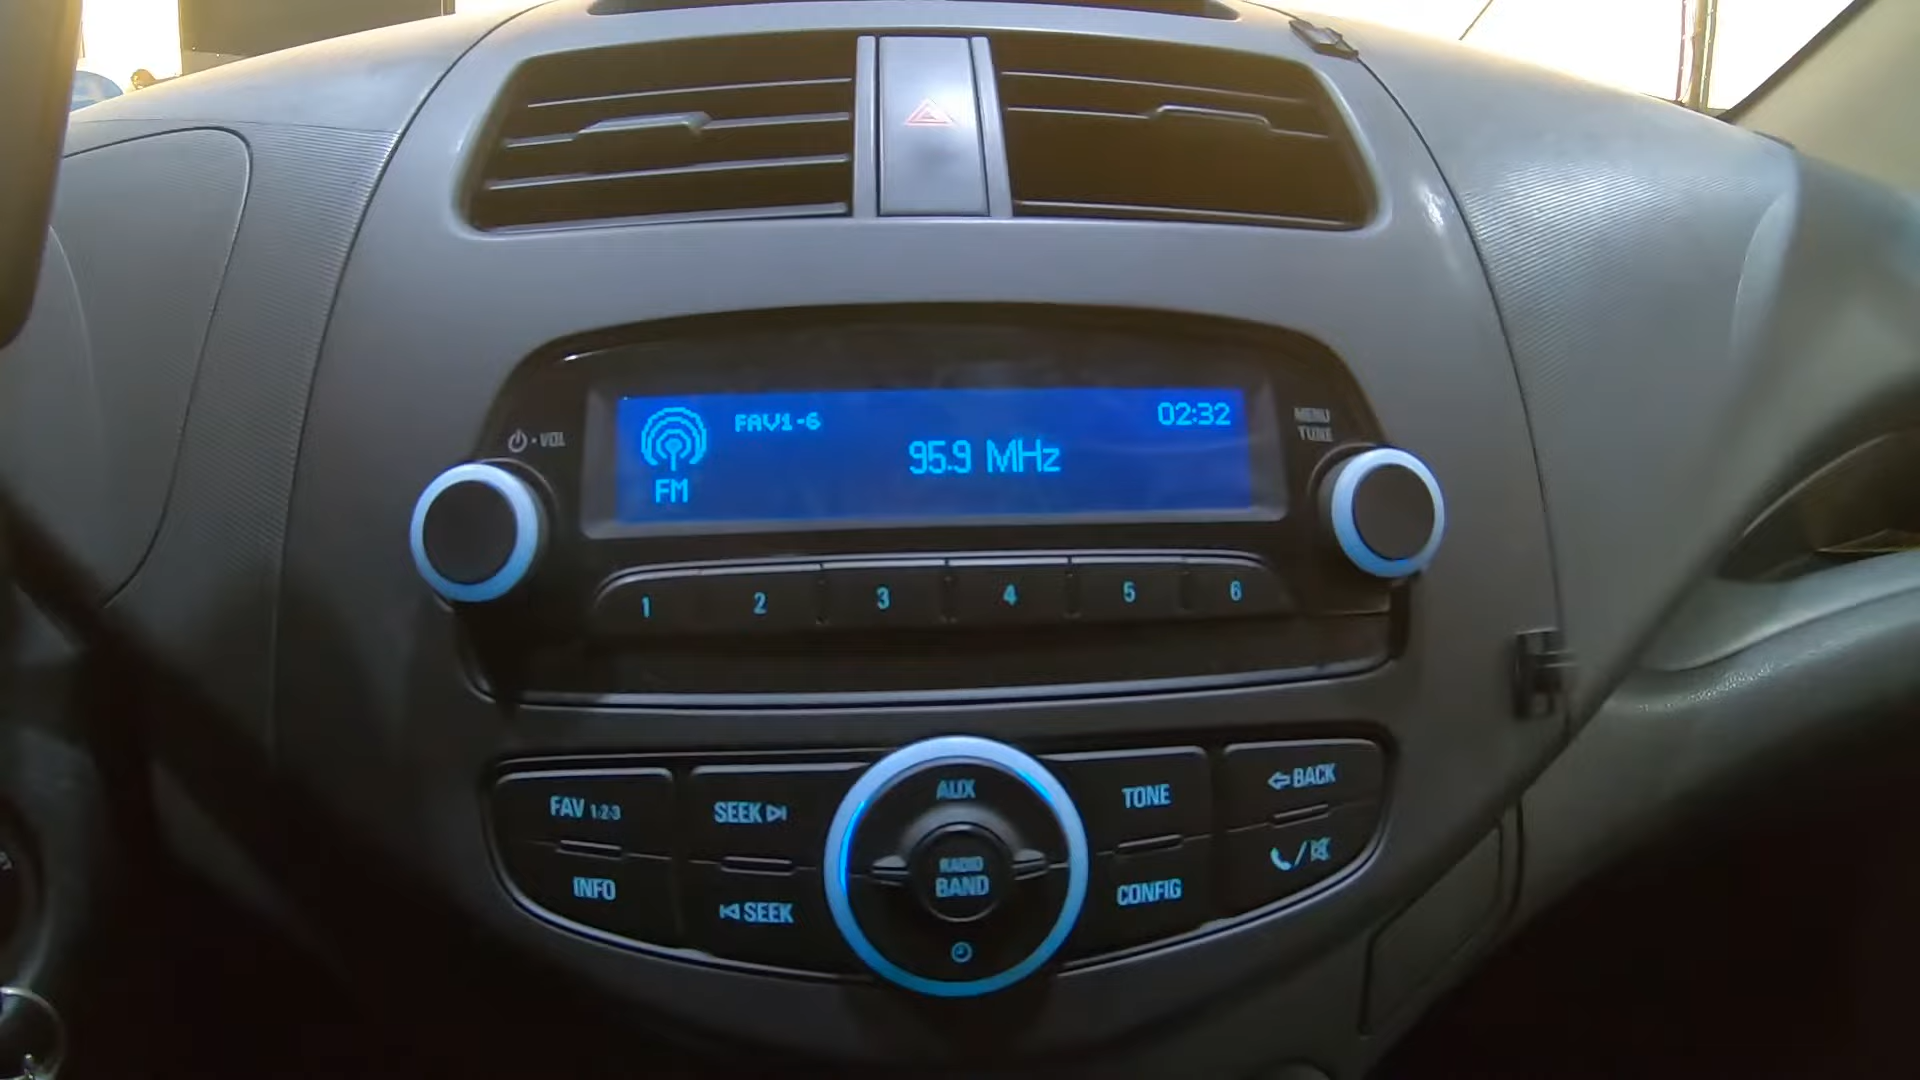 FAV1-6
02:32
95.9 MHz
FM
VOL
MENU
TUNE
1 2 3 4 5 6
FAV 1-2-3
SEEK
AUX
TONE
BACK
INFO
SEEK
RADIO
BAND
CONFIG